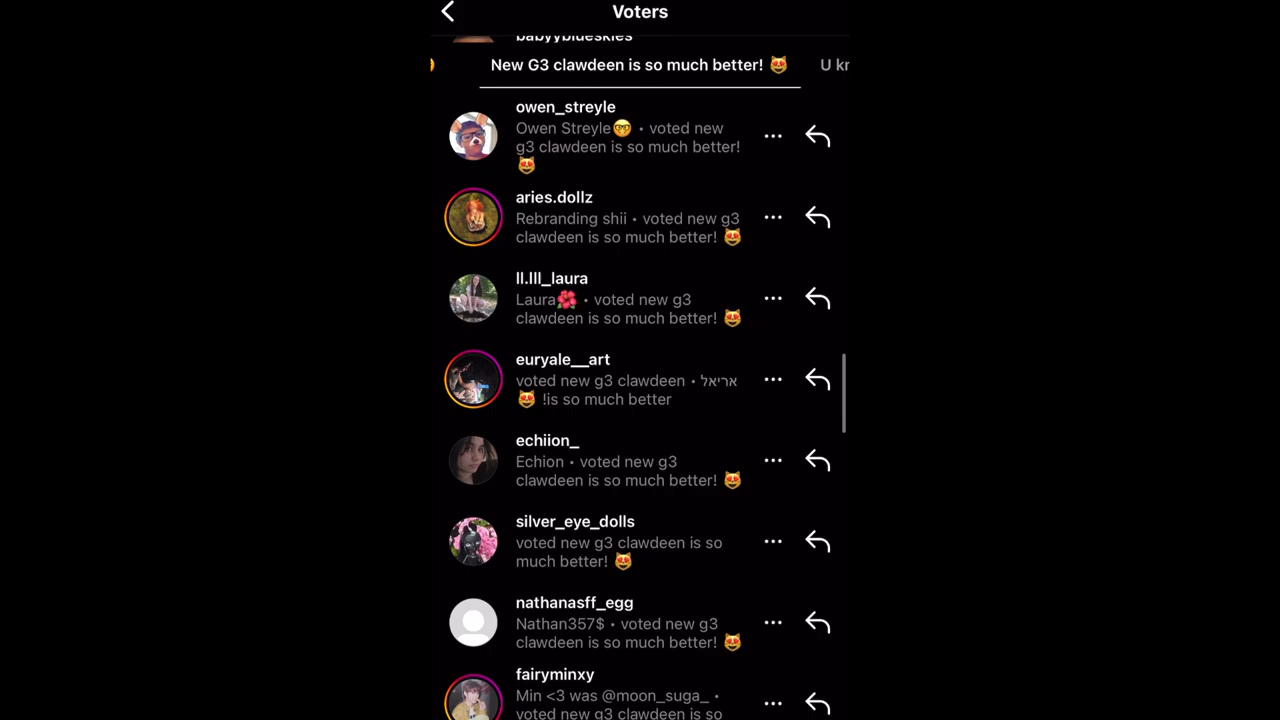 Voters
babyyblueskies
New G3 clawdeen is so much better! 😻
U kr
owen_streyle
Owen Streyle🤓 • voted new
g3 clawdeen is so much better!
😻
aries.dollz
Rebranding shii • voted new g3
clawdeen is so much better! 😻
ll.lll_laura
Laura🌺 • voted new g3
clawdeen is so much better! 😻
euryale__art
אריאל • voted new g3 clawdeen
is so much better! 😻
echiion_
Echion • voted new g3
clawdeen is so much better! 😻
silver_eye_dolls
voted new g3 clawdeen is so
much better! 😻
nathanasff_egg
Nathan357$ • voted new g3
clawdeen is so much better! 😻
fairyminxy
Min <3 was @moon_suga_ •
voted new g3 clawdeen is so